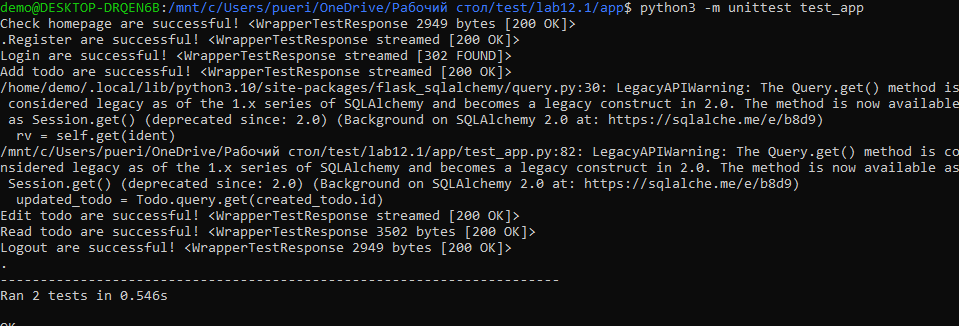 demo@DESKTOP-DRQEN6B:/mnt/c/Users/pueri/OneDrive/Рабочий стол/test/lab12.1/app$ python3 -m unittest test_app
Check homepage are successful! <WrapperTestResponse 2949 bytes [200 OK]>
.Register are successful! <WrapperTestResponse streamed [200 OK]>
Login are successful! <WrapperTestResponse streamed [302 FOUND]>
Add todo are successful! <WrapperTestResponse streamed [200 OK]>
/home/demo/.local/lib/python3.10/site-packages/flask_sqlalchemy/query.py:30: LegacyAPIWarning: The Query.get() method is
 considered legacy as of the 1.x series of SQLAlchemy and becomes a legacy construct in 2.0. The method is now available
 as Session.get() (deprecated since: 2.0) (Background on SQLAlchemy 2.0 at: https://sqlalche.me/e/b8d9)
  rv = self.get(ident)
/mnt/c/Users/pueri/OneDrive/Рабочий стол/test/lab12.1/app/test_app.py:82: LegacyAPIWarning: The Query.get() method is co
nsidered legacy as of the 1.x series of SQLAlchemy and becomes a legacy construct in 2.0. The method is now available as
 Session.get() (deprecated since: 2.0) (Background on SQLAlchemy 2.0 at: https://sqlalche.me/e/b8d9)
  updated_todo = Todo.query.get(created_todo.id)
Edit todo are successful! <WrapperTestResponse streamed [200 OK]>
Read todo are successful! <WrapperTestResponse 3502 bytes [200 OK]>
Logout are successful! <WrapperTestResponse 2949 bytes [200 OK]>
.
----------------------------------------------------------------------
Ran 2 tests in 0.546s

OK